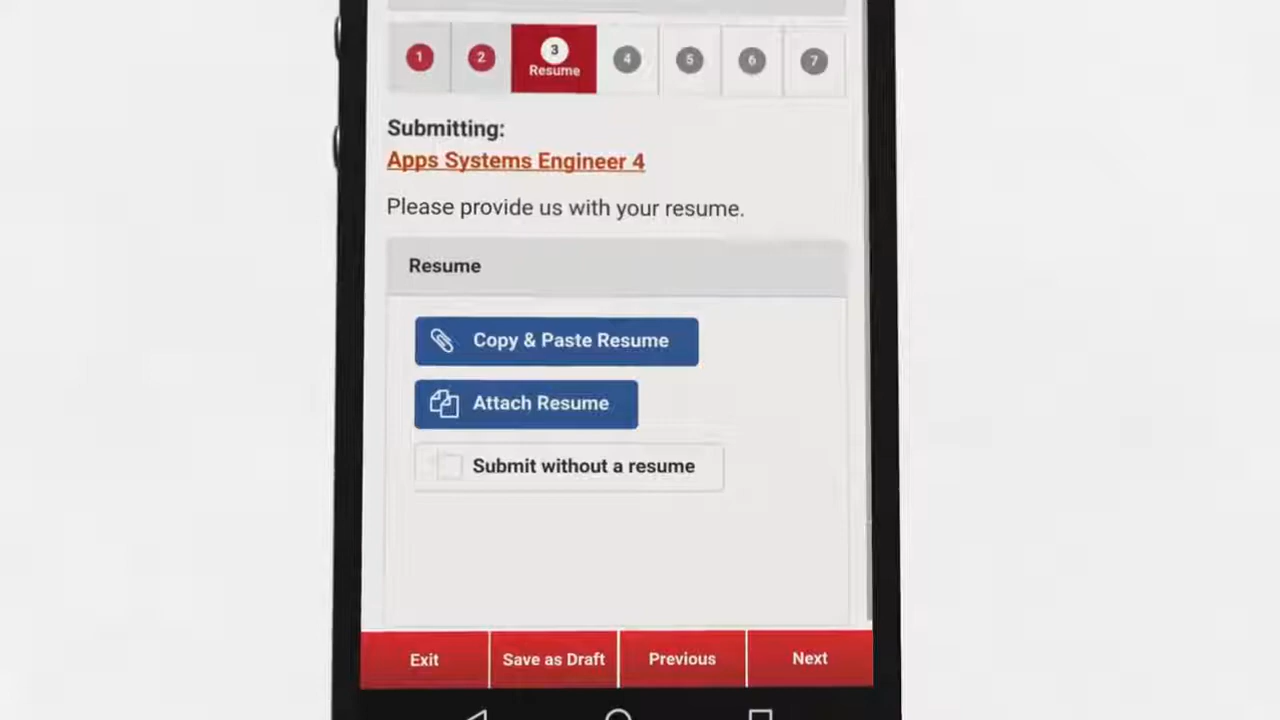 1 2 3 4 5 6 7
Resume
Submitting:
Apps Systems Engineer 4
Please provide us with your resume.
Resume
Copy & Paste Resume
Attach Resume
Submit without a resume
Exit Save as Draft Previous Next